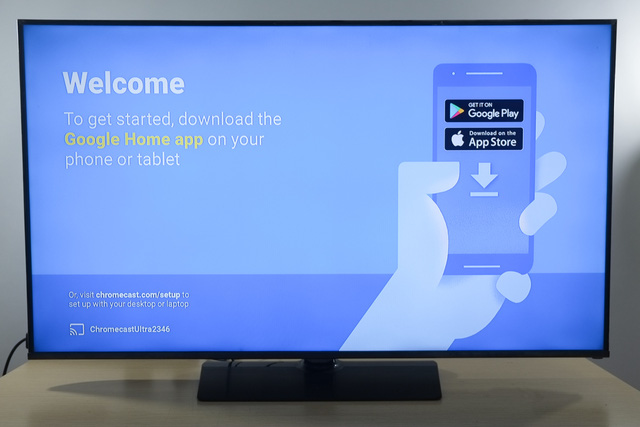 Welcome
To get started, download the
Google Home app on your
phone or tablet
GET IT ON
Google Play
Download on the
App Store
Or, visit chromecast.com/setup to
set up with your desktop or laptop
ChromecastUltra2346